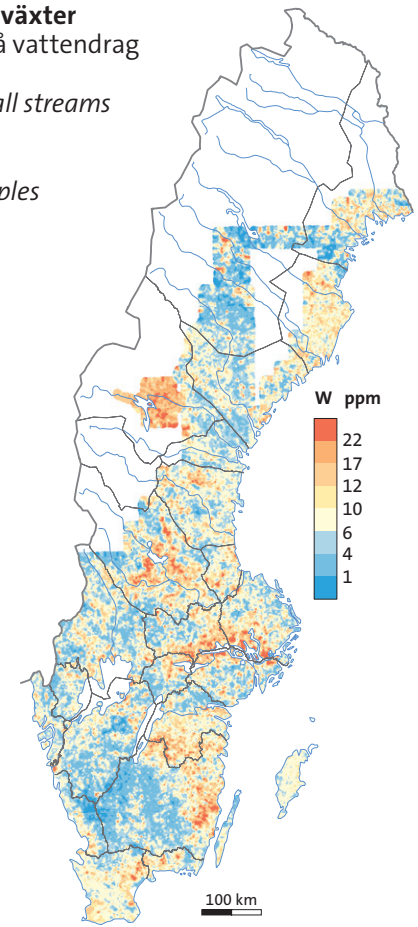 växter
å vattendrag
all streams
ples
W ppm
22
17
12
10
6
4
1
100 km